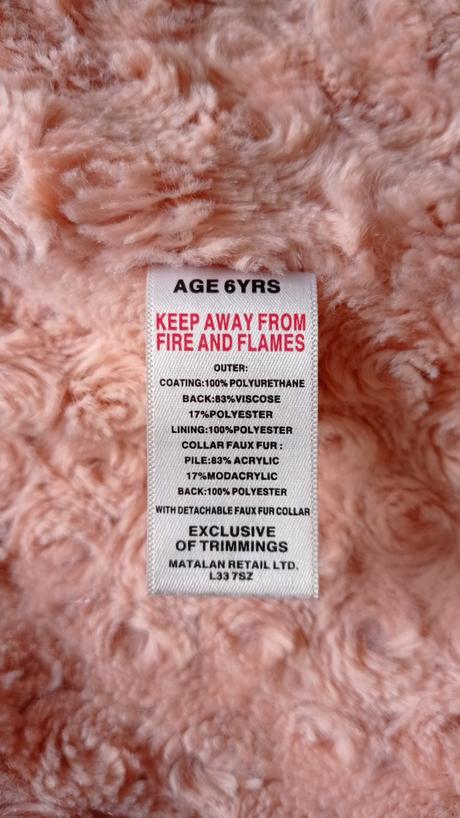 AGE 6YRS
KEEP AWAY FROM
FIRE AND FLAMES
OUTER:
COATING:100% POLYURETHANE
BACK:83%VISCOSE
17%POLYESTER
LINING:100%POLYESTER
COLLAR FAUX FUR :
PILE:83% ACRYLIC
17%MODACRYLIC
BACK:100% POLYESTER
WITH DETACHABLE FAUX FUR COLLAR
EXCLUSIVE
OF TRIMMINGS
MATALAN RETAIL LTD.
L33 7SZ